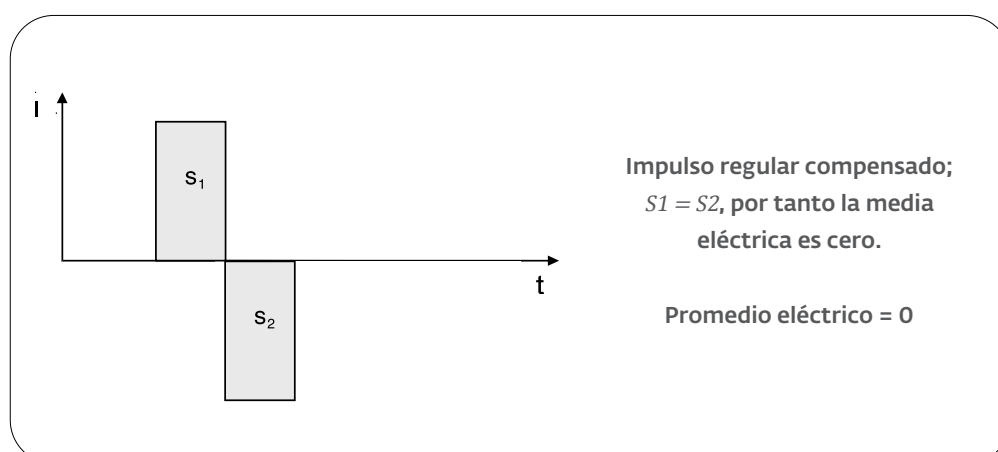 i
S₁
S₂
t
Impulso regular compensado;
S1 = S2, por tanto la media
eléctrica es cero.
Promedio eléctrico = 0